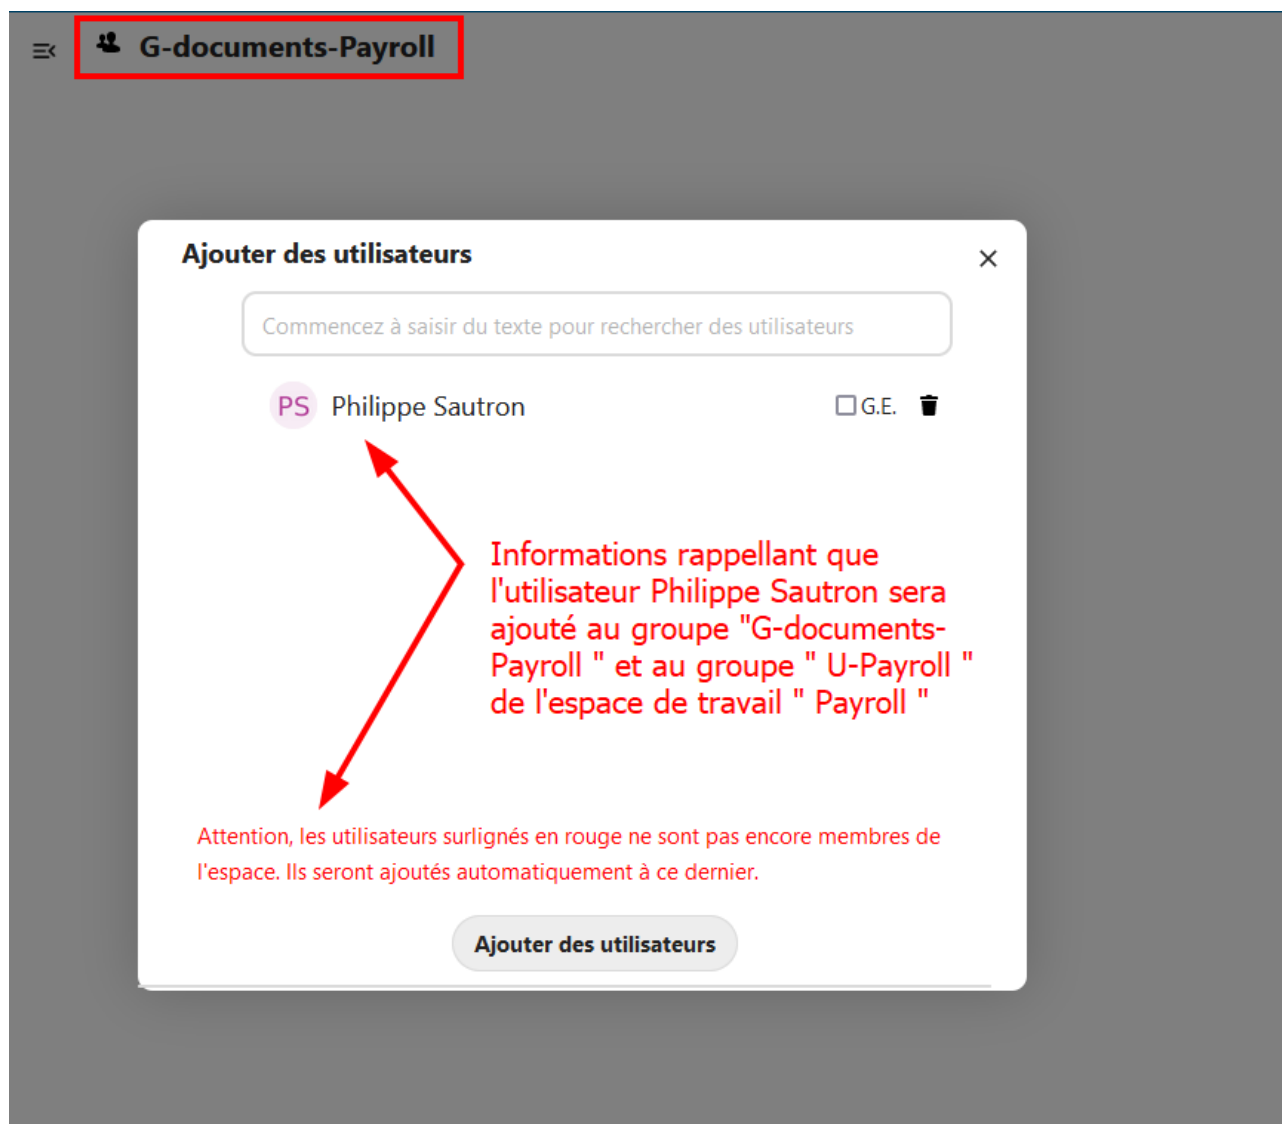 G-documents-Payroll
Ajouter des utilisateurs
Commencez à saisir du texte pour rechercher des utilisateurs
PS Philippe Sautron G.E.
Informations rappellant que
l'utilisateur Philippe Sautron sera
ajouté au groupe "G-documents-
Payroll " et au groupe " U-Payroll "
de l'espace de travail " Payroll "
Attention, les utilisateurs surlignés en rouge ne sont pas encore membres de
l'espace. Ils seront ajoutés automatiquement à ce dernier.
Ajouter des utilisateurs